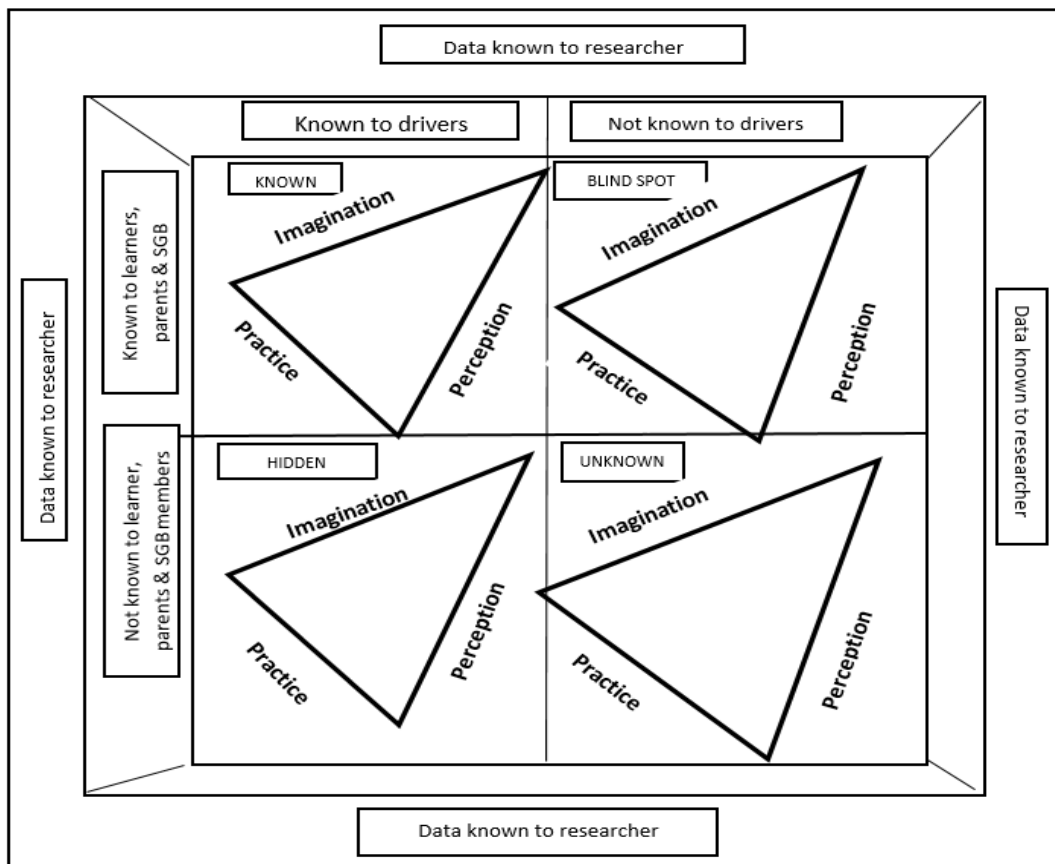 Data known to researcher
Known to drivers
Not known to drivers
Known to learners,
parents & SGB
KNOWN
Imagination
Practice
Perception
BLIND SPOT
Imagination
Practice
Perception
Data known to researcher
Data known to researcher
Not known to learner,
parents & SGB members
HIDDEN
Imagination
Practice
Perception
UNKNOWN
Imagination
Practice
Perception
Data known to researcher